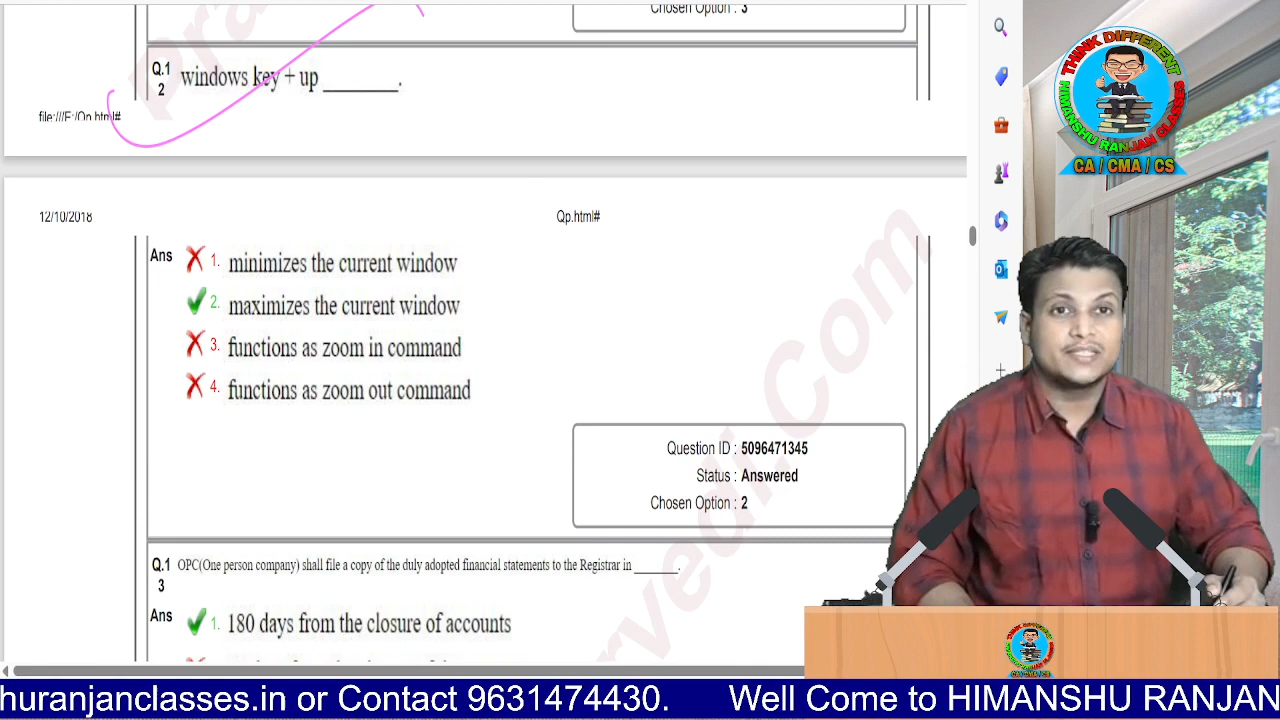 Chosen Option : 3
Q.1
2
windows key + up ________.
file:///E:/Qp.html#
12/10/2018
Qp.html#
Ans
1. minimizes the current window
2. maximizes the current window
3. functions as zoom in command
4. functions as zoom out command
Question ID : 5096471345
Status : Answered
Chosen Option : 2
Q.1
3
OPC(One person company) shall file a copy of the duly adopted financial statements to the Registrar in _______.
Ans
1. 180 days from the closure of accounts
THINK DIFFERENT
HIMANSHU RANJAN CLASSES
CA / CMA / CS
huranjanclasses.in or Contact 9631474430. Well Come to HIMANSHU RANJAN